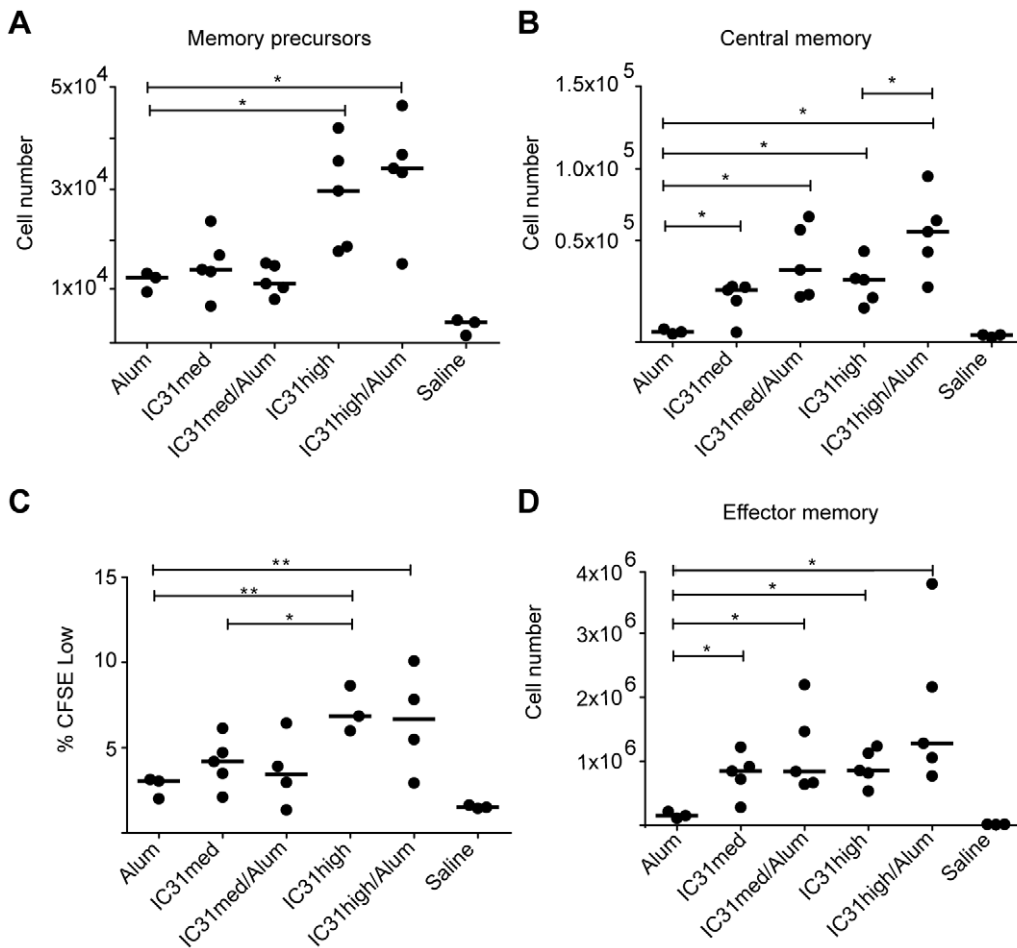 A
Memory precursors
Cell number
5x10^4
3x10^4
1x10^4
*
*
Alum
IC31med
IC31med/Alum
IC31high
IC31high/Alum
Saline
B
Central memory
Cell number
1.5x10^5
1.0x10^5
0.5x10^5
*
*
*
*
*
Alum
IC31med
IC31med/Alum
IC31high
IC31high/Alum
Saline
C
% CFSE Low
15
10
5
**
**
*
Alum
IC31med
IC31med/Alum
IC31high
IC31high/Alum
Saline
D
Effector memory
Cell number
4x10^6
3x10^6
2x10^6
1x10^6
*
*
*
*
Alum
IC31med
IC31med/Alum
IC31high
IC31high/Alum
Saline